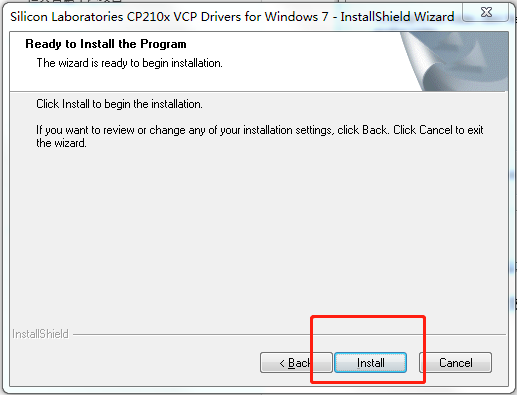 Silicon Laboratories CP210x VCP Drivers for Windows 7 - InstallShield Wizard
Ready to Install the Program
The wizard is ready to begin installation.
Click Install to begin the installation.
If you want to review or change any of your installation settings, click Back. Click Cancel to exit
the wizard.
InstallShield
< Back
Install
Cancel